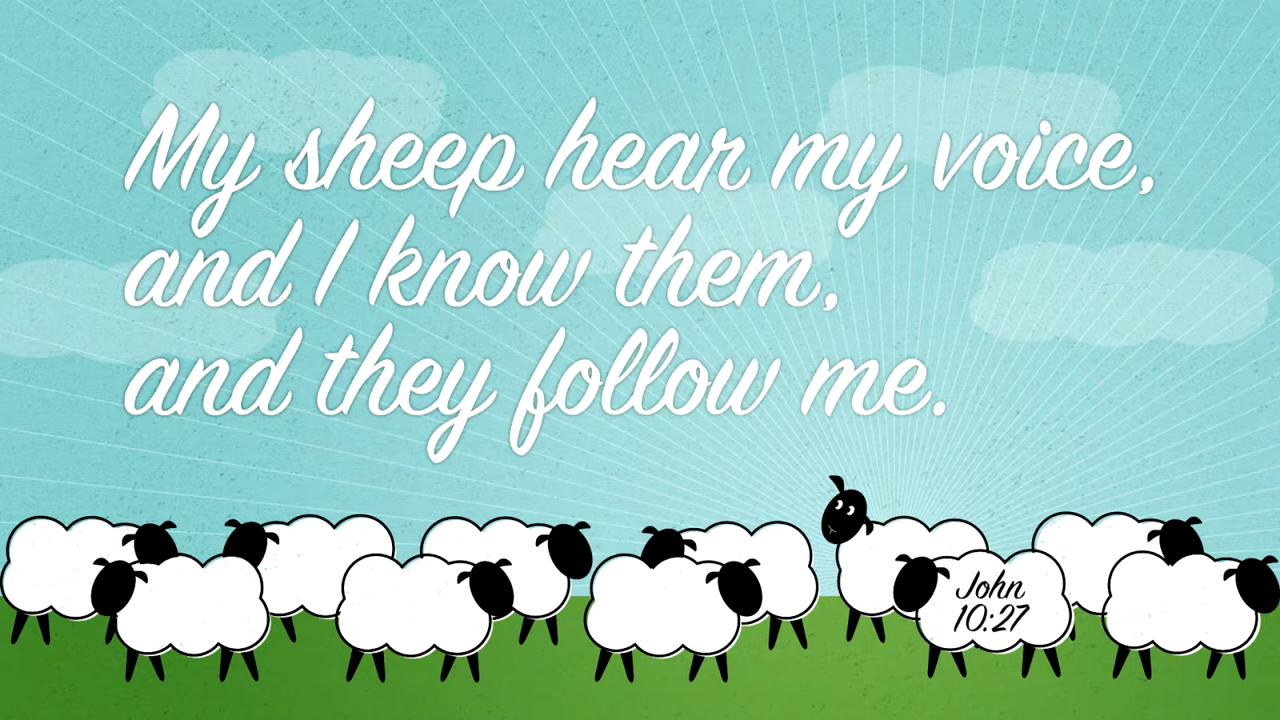 My sheep hear my voice,
and I know them,
and they follow me.
John
10:27